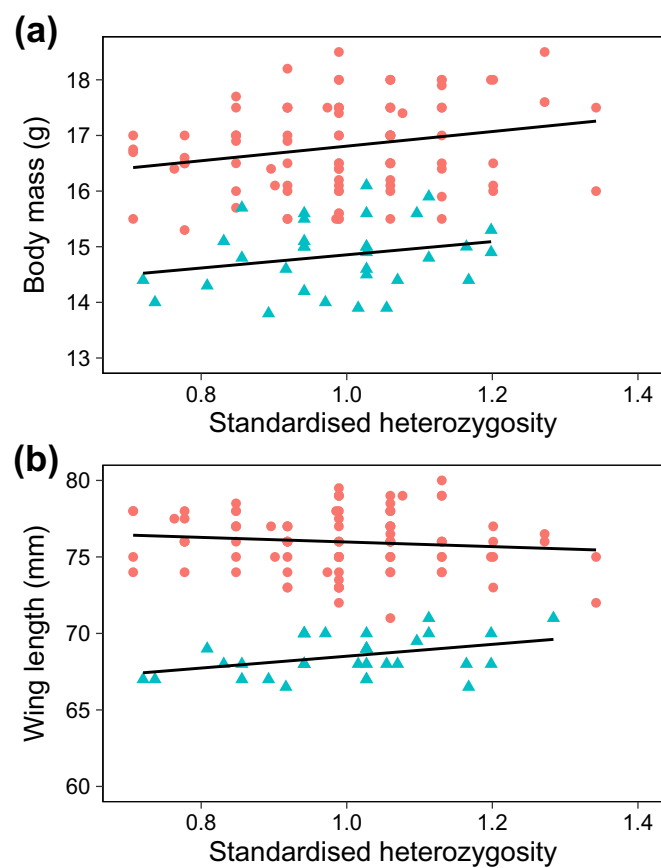 (a)
Body mass (g)
18
17
16
15
14
13
0.8 1.0 1.2 1.4
Standardised heterozygosity
(b)
Wing length (mm)
80
75
70
65
60
0.8 1.0 1.2 1.4
Standardised heterozygosity